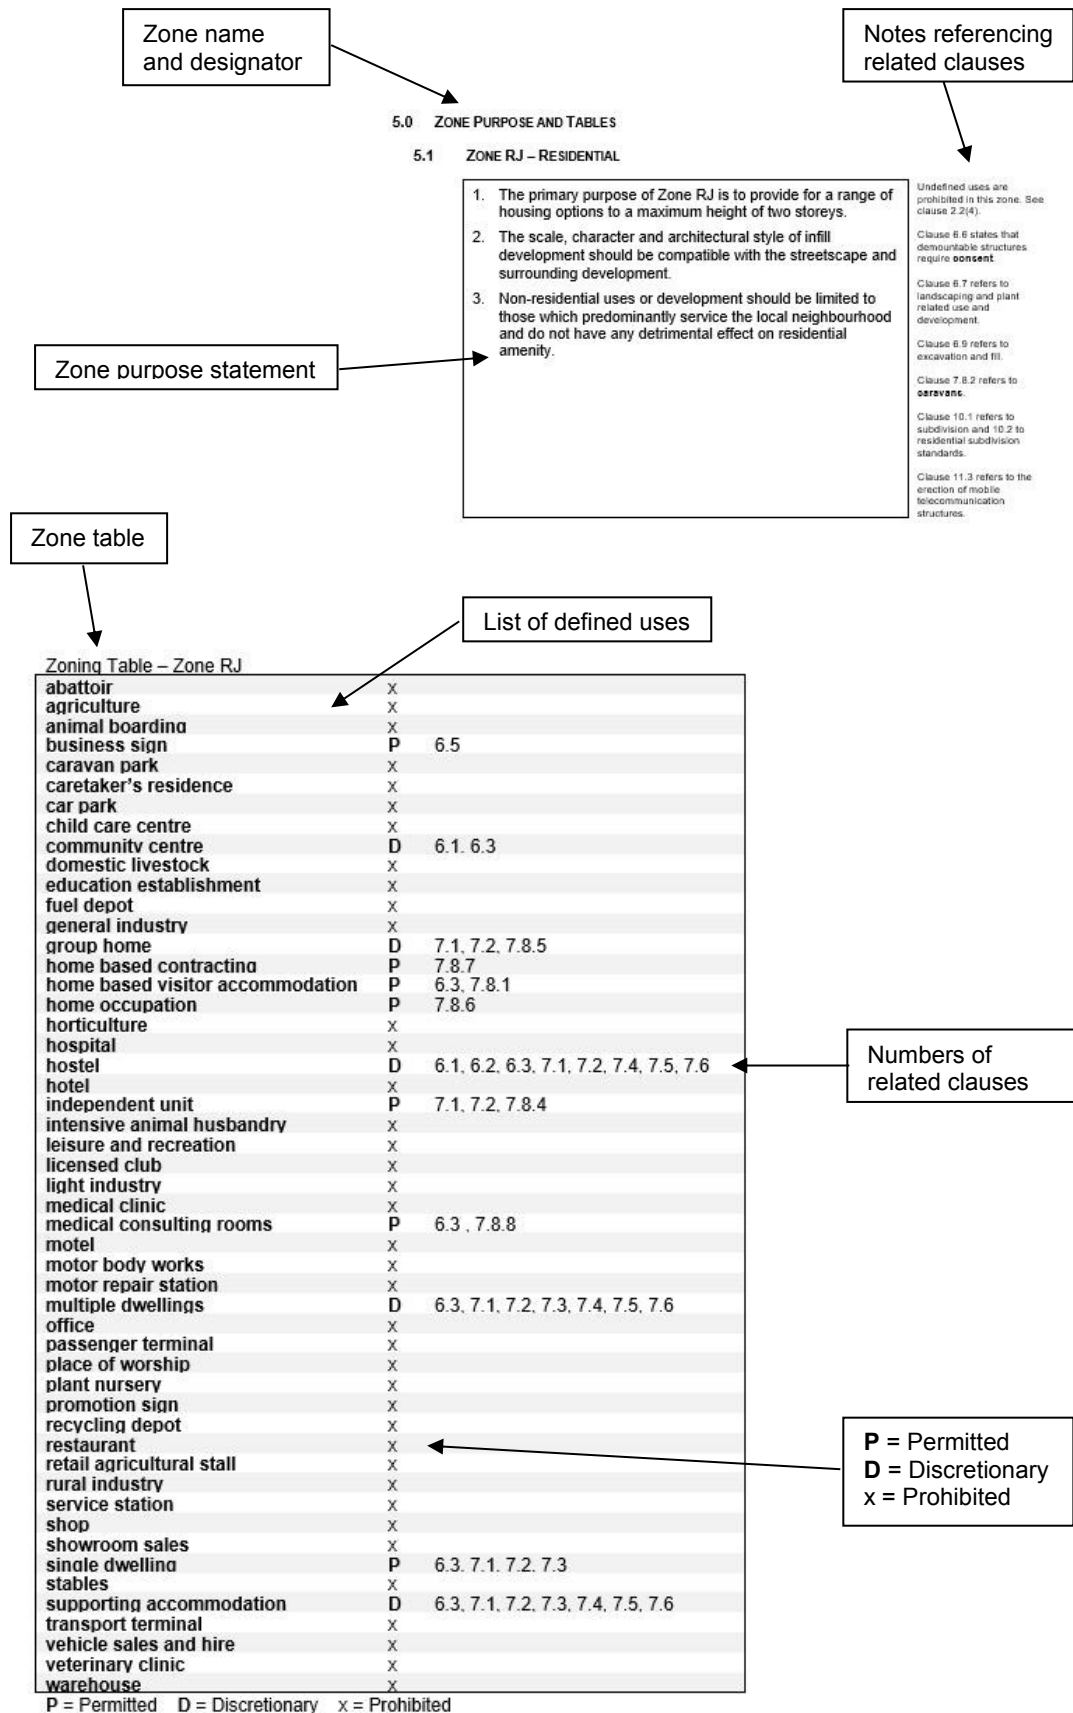 Zone name
and designator
Notes referencing
related clauses
5.0 ZONE PURPOSE AND TABLES
5.1 ZONE RJ – RESIDENTIAL
1. The primary purpose of Zone RJ is to provide for a range of
housing options to a maximum height of two storeys.
2. The scale, character and architectural style of infill
development should be compatible with the streetscape and
surrounding development.
3. Non-residential uses or development should be limited to
those which predominantly service the local neighbourhood
and do not have any detrimental effect on residential
amenity.
Undefined uses are
prohibited in this zone. See
clause 2.2(4).
Clause 6.6 states that
demountable structures
require consent.
Clause 6.7 refers to
landscaping and plant
related use and
development.
Clause 6.9 refers to
excavation and fill.
Clause 7.8.2 refers to
caravans.
Clause 10.1 refers to
subdivision and 10.2 to
residential subdivision
standards.
Clause 11.3 refers to the
erection of mobile
telecommunication
structures.
Zone purpose statement
Zone table
List of defined uses
Zoning Table – Zone RJ
abattoir x
agriculture x
animal boarding x
business sign P 6.5
caravan park x
caretaker's residence x
car park x
child care centre x
community centre D 6.1. 6.3
domestic livestock x
education establishment x
fuel depot x
general industry x
group home D 7.1, 7.2, 7.8.5
home based contracting P 7.8.7
home based visitor accommodation P 6.3, 7.8.1
home occupation P 7.8.6
horticulture x
hospital x
hostel D 6.1, 6.2, 6.3, 7.1, 7.2, 7.4, 7.5, 7.6
hotel x
independent unit P 7.1, 7.2, 7.8.4
intensive animal husbandry x
leisure and recreation x
licensed club x
light industry x
medical clinic x
medical consulting rooms P 6.3 , 7.8.8
motel x
motor body works x
motor repair station x
multiple dwellings D 6.3, 7.1, 7.2, 7.3, 7.4, 7.5, 7.6
office x
passenger terminal x
place of worship x
plant nursery x
promotion sign x
recycling depot x
restaurant x
retail agricultural stall x
rural industry x
service station x
shop x
showroom sales x
single dwelling P 6.3. 7.1. 7.2. 7.3
stables x
supporting accommodation D 6.3, 7.1, 7.2, 7.3, 7.4, 7.5, 7.6
transport terminal x
vehicle sales and hire x
veterinary clinic x
warehouse x
P = Permitted D = Discretionary x = Prohibited
Numbers of
related clauses
P = Permitted
D = Discretionary
x = Prohibited